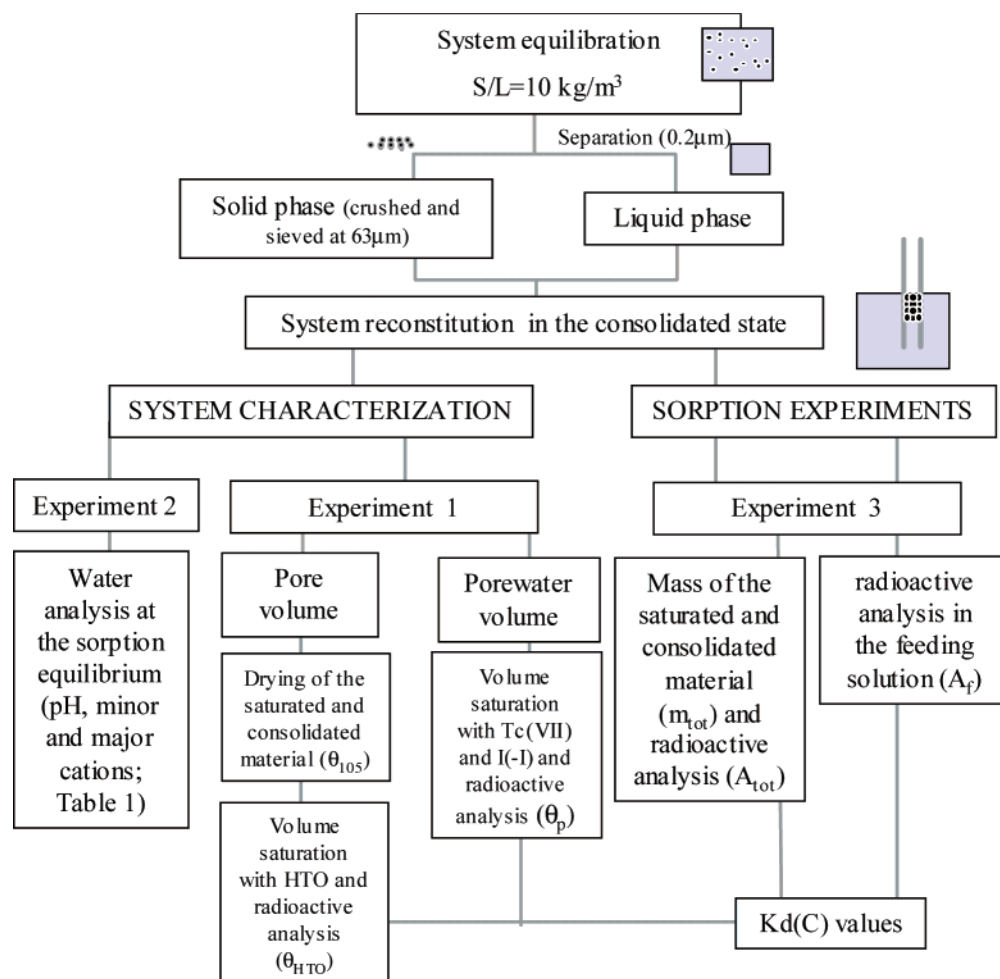 System equilibration
S/L=10 kg/m³
Separation (0.2µm)
Solid phase (crushed and
sieved at 63µm)
Liquid phase
System reconstitution in the consolidated state
SYSTEM CHARACTERIZATION
SORPTION EXPERIMENTS
Experiment 2
Experiment 1
Experiment 3
Water
analysis at
the sorption
equilibrium
(pH, minor
and major
cations;
Table 1)
Pore
volume
Drying of the
saturated and
consolidated
material (θ₁₀₅)
Volume
saturation
with HTO and
radioactive
analysis
(θHTO)
Porewater
volume
Volume
saturation
with Tc(VII)
and I(-I) and
radioactive
analysis (θp)
Mass of the
saturated and
consolidated
material
(mtot) and
radioactive
analysis (Atot)
radioactive
analysis in
the feeding
solution (Af)
Kd(C) values